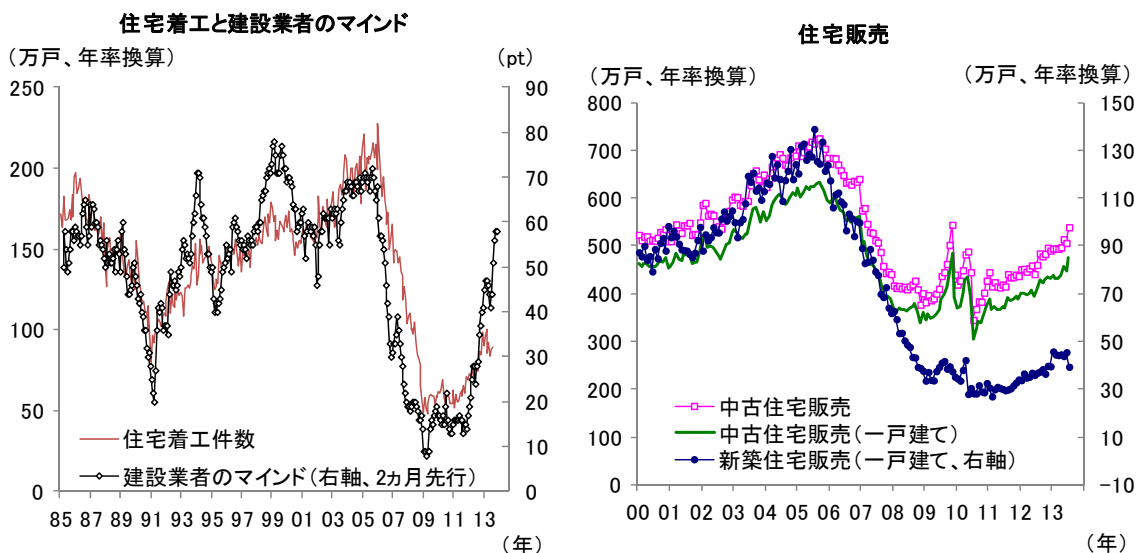 住宅着工と建設業者のマインド
（万戸、年率換算）
（pt）
250
200
150
100
50
0
90
80
70
60
50
40
30
20
10
0
住宅着工件数
建設業者のマインド（右軸、2ヵ月先行）
85 87 89 91 93 95 97 99 01 03 05 07 09 11 13
（年）
住宅販売
（万戸、年率換算）
（万戸、年率換算）
800
700
600
500
400
300
200
100
0
150
130
110
90
70
50
30
10
-10
中古住宅販売
中古住宅販売（一戸建て）
新築住宅販売（一戸建て、右軸）
00 01 02 03 04 05 06 07 08 09 10 11 12 13
（年）